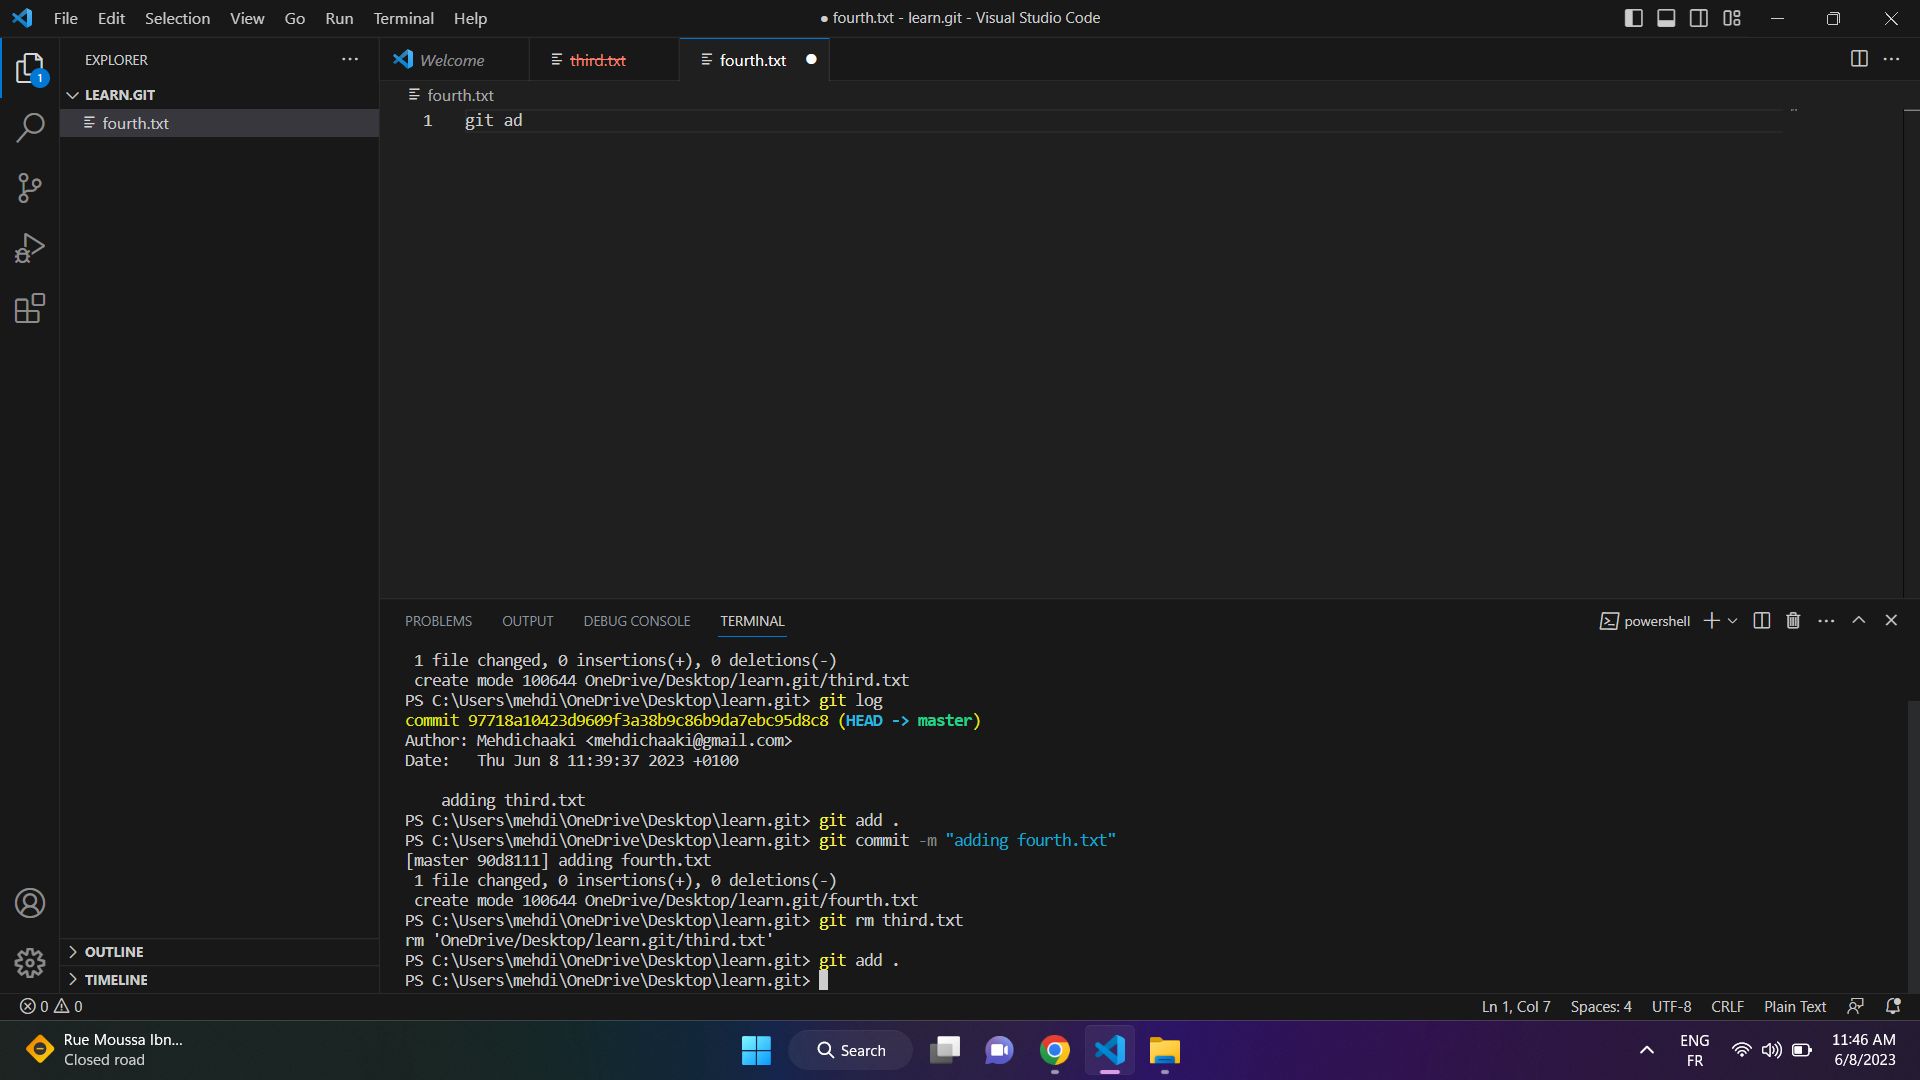 File Edit Selection View Go Run Terminal Help
● fourth.txt - learn.git - Visual Studio Code
EXPLORER
Welcome
third.txt
fourth.txt
1
LEARN.GIT
fourth.txt
fourth.txt
1 git ad
PROBLEMS OUTPUT DEBUG CONSOLE TERMINAL
powershell
1 file changed, 0 insertions(+), 0 deletions(-)
create mode 100644 OneDrive/Desktop/learn.git/third.txt
PS C:\Users\mehdi\OneDrive\Desktop\learn.git> git log
commit 97718a10423d9609f3a38b9c86b9da7ebc95d8c8 (HEAD -> master)
Author: Mehdichaaki <mehdichaaki@gmail.com>
Date:   Thu Jun 8 11:39:37 2023 +0100
adding third.txt
PS C:\Users\mehdi\OneDrive\Desktop\learn.git> git add .
PS C:\Users\mehdi\OneDrive\Desktop\learn.git> git commit -m "adding fourth.txt"
[master 90d8111] adding fourth.txt
1 file changed, 0 insertions(+), 0 deletions(-)
create mode 100644 OneDrive/Desktop/learn.git/fourth.txt
PS C:\Users\mehdi\OneDrive\Desktop\learn.git> git rm third.txt
rm 'OneDrive/Desktop/learn.git/third.txt'
PS C:\Users\mehdi\OneDrive\Desktop\learn.git> git add .
PS C:\Users\mehdi\OneDrive\Desktop\learn.git>
OUTLINE
TIMELINE
0 0
Ln 1, Col 7 Spaces: 4 UTF-8 CRLF Plain Text
Rue Moussa Ibn...
Closed road
Search
ENG
FR
11:46 AM
6/8/2023